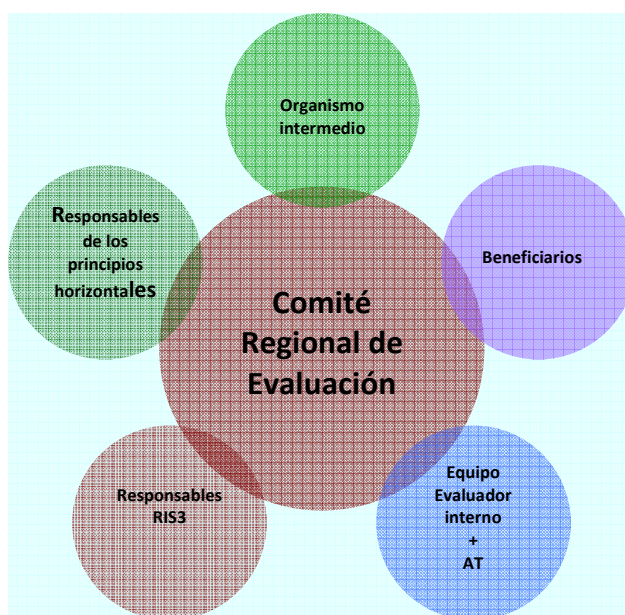 Organismo
intermedio
Responsables
de los
principios
horizontales
Beneficiarios
Comité
Regional de
Evaluación
Responsables
RIS3
Equipo
Evaluador
interno
+
AT